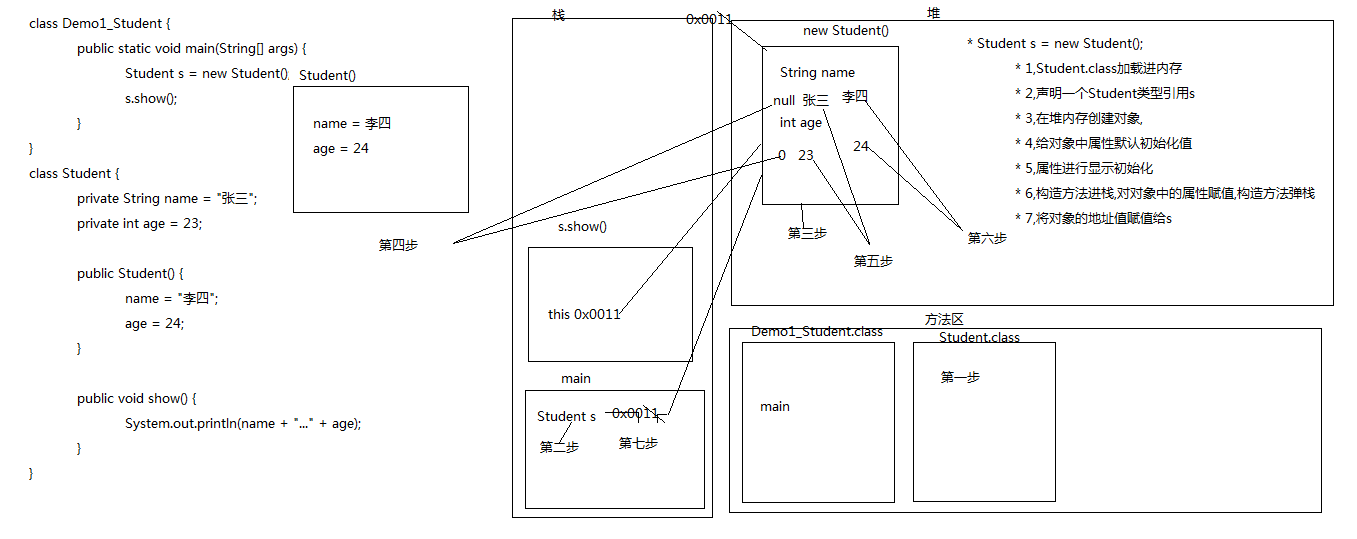 class Demo1_Student {
public static void main(String[] args) {
Student s = new Student();
s.show();
}
}
class Student {
private String name = "张三";
private int age = 23;
public Student() {
name = "李四";
age = 24;
}
public void show() {
System.out.println(name + "..." + age);
}
}
Student()
name = 李四
age = 24
第四步
栈
s.show()
this 0x0011
main
Student s 0x0011
第二步 第七步
堆
0x0011
new Student()
String name
null 张三 李四
int age
0 23 24
第三步
第五步
第六步
* Student s = new Student();
* 1,Student.class加载进内存
* 2,声明一个Student类型引用s
* 3,在堆内存创建对象,
* 4,给对象中属性默认初始化值
* 5,属性进行显示初始化
* 6,构造方法进栈,对对象中的属性赋值,构造方法弹栈
* 7,将对象的地址值赋值给s
方法区
Demo1_Student.class
main
Student.class
第一步